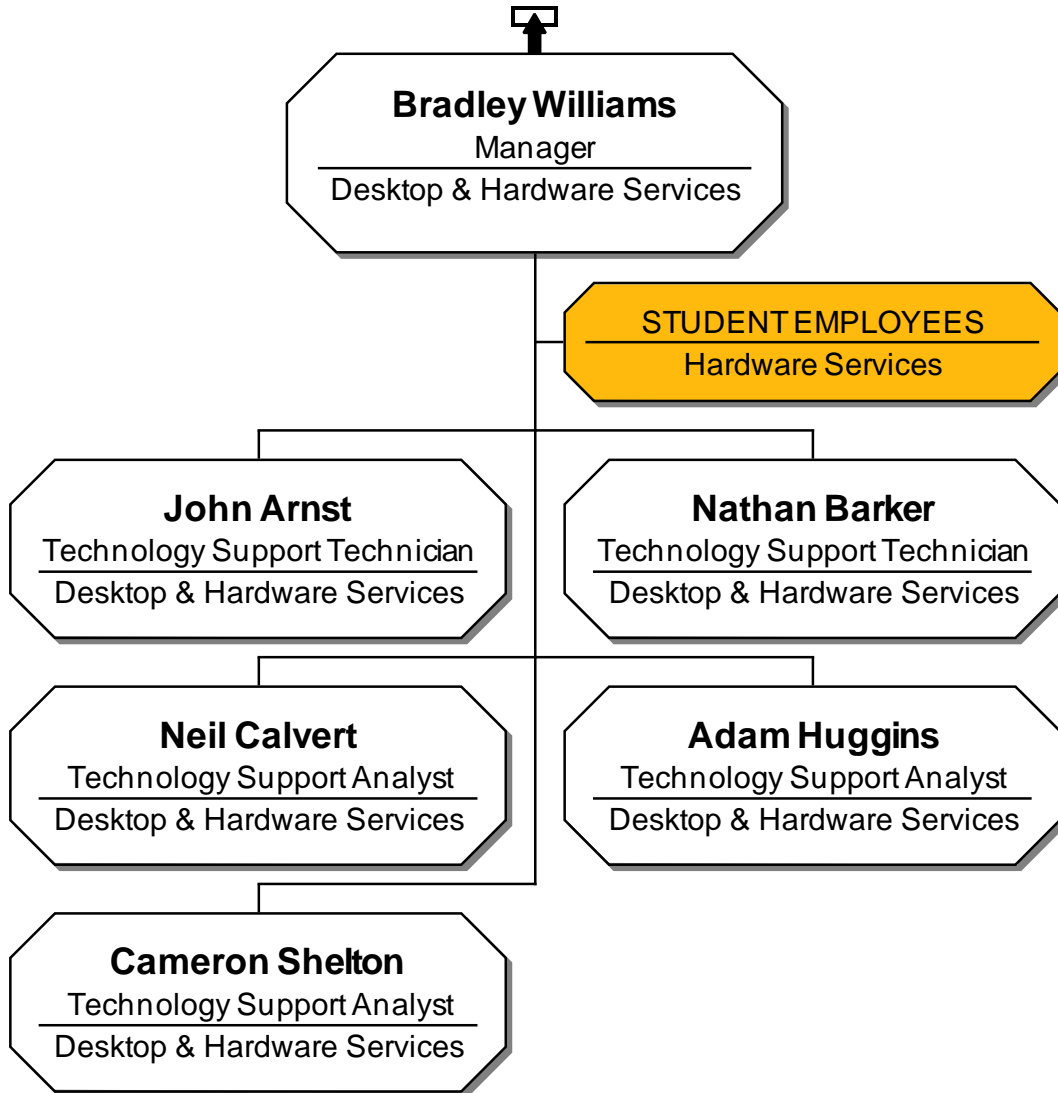 Bradley Williams
Manager
Desktop & Hardware Services
STUDENT EMPLOYEES
Hardware Services
John Arnst
Technology Support Technician
Desktop & Hardware Services
Nathan Barker
Technology Support Technician
Desktop & Hardware Services
Neil Calvert
Technology Support Analyst
Desktop & Hardware Services
Adam Huggins
Technology Support Analyst
Desktop & Hardware Services
Cameron Shelton
Technology Support Analyst
Desktop & Hardware Services